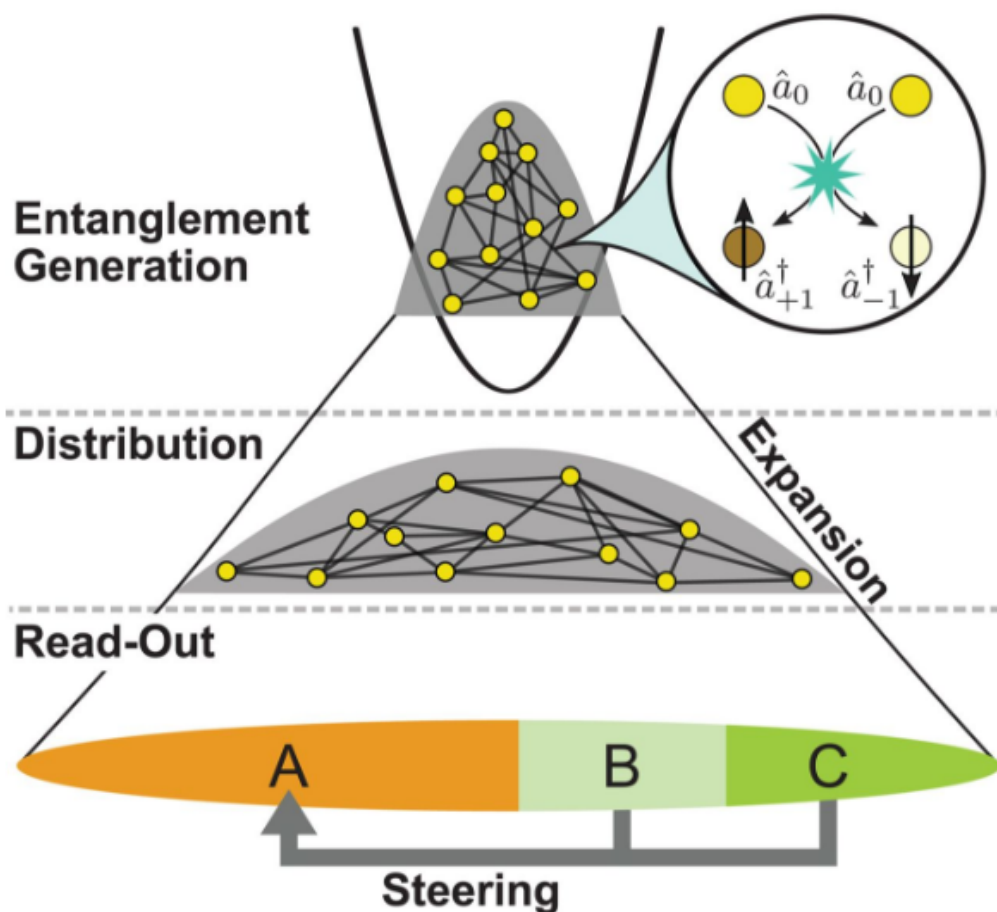 Entanglement
Generation
â₀ â₀
â†₊₁ â†₋₁
Distribution
Expansion
Read-Out
A B C
Steering